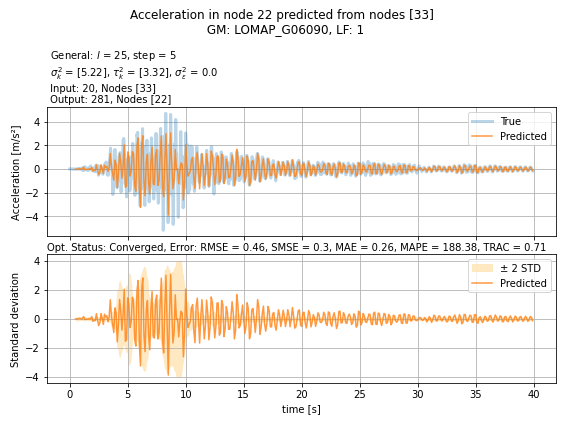 Acceleration in node 22 predicted from nodes [33]
GM: LOMAP_G06090, LF: 1
General: l = 25, step = 5
σ²ₖ = [5.22], τ²ₖ = [3.32], σ²ε = 0.0
Input: 20, Nodes [33]
Output: 281, Nodes [22]
Acceleration [m/s²]
4
2
0
−2
−4
True
Predicted
Opt. Status: Converged, Error: RMSE = 0.46, SMSE = 0.3, MAE = 0.26, MAPE = 188.38, TRAC = 0.71
Standard deviation
4
2
0
−2
−4
± 2 STD
Predicted
0 5 10 15 20 25 30 35 40
time [s]